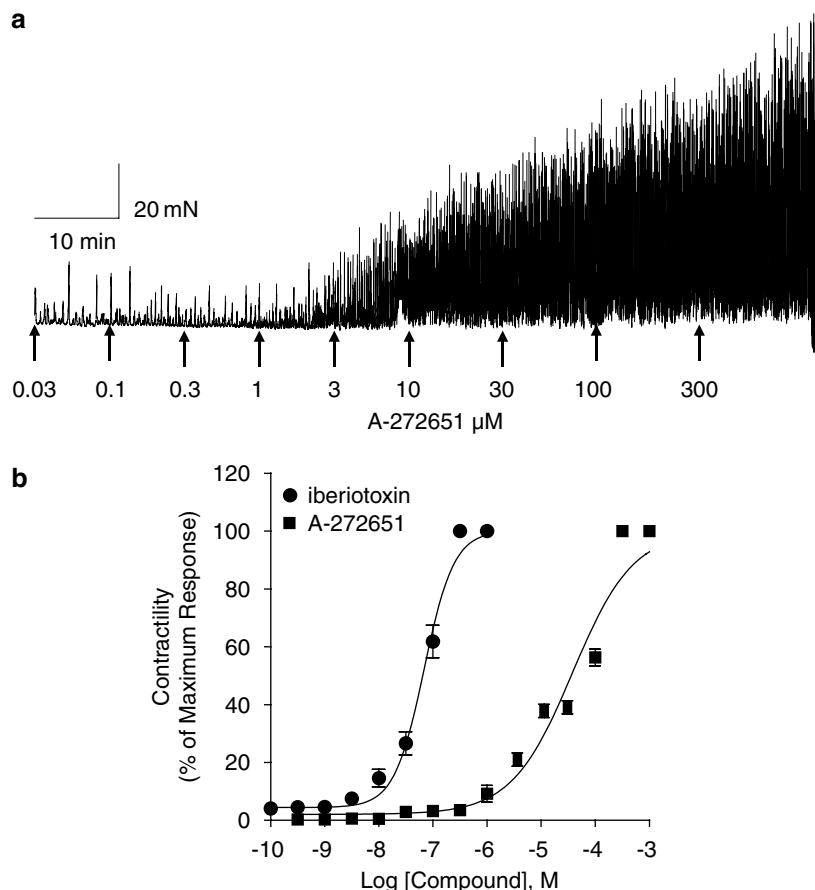 a
20 mN
10 min
0.03 0.1 0.3 1 3 10 30 100 300
A-272651 µM
b
Contractility
(% of Maximum Response)
120
100
80
60
40
20
0
iberiotoxin
A-272651
-10 -9 -8 -7 -6 -5 -4 -3
Log [Compound], M